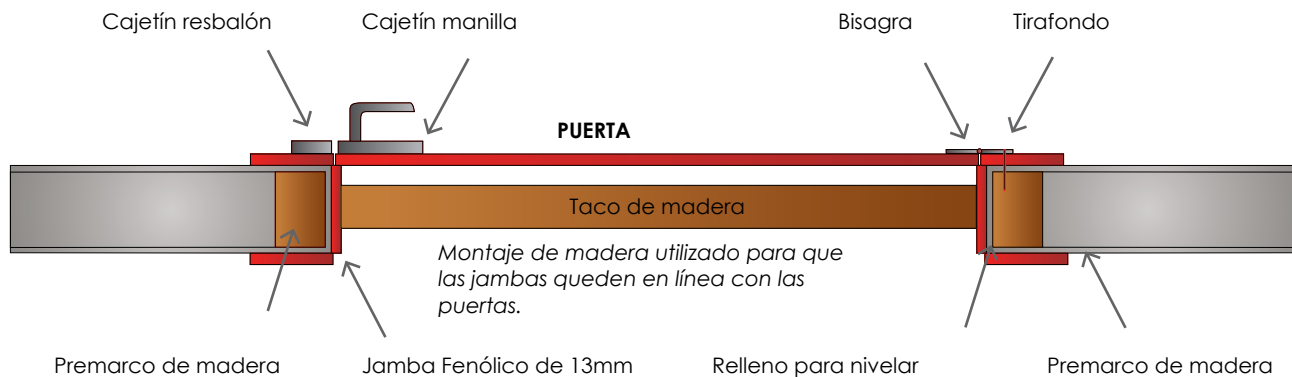 Cajetín resbalón
Cajetín manilla
Bisagra
Tirafondo
PUERTA
Taco de madera
Montaje de madera utilizado para que
las jambas queden en línea con las
puertas.
Premarco de madera
Jamba Fenólico de 13mm
Relleno para nivelar
Premarco de madera